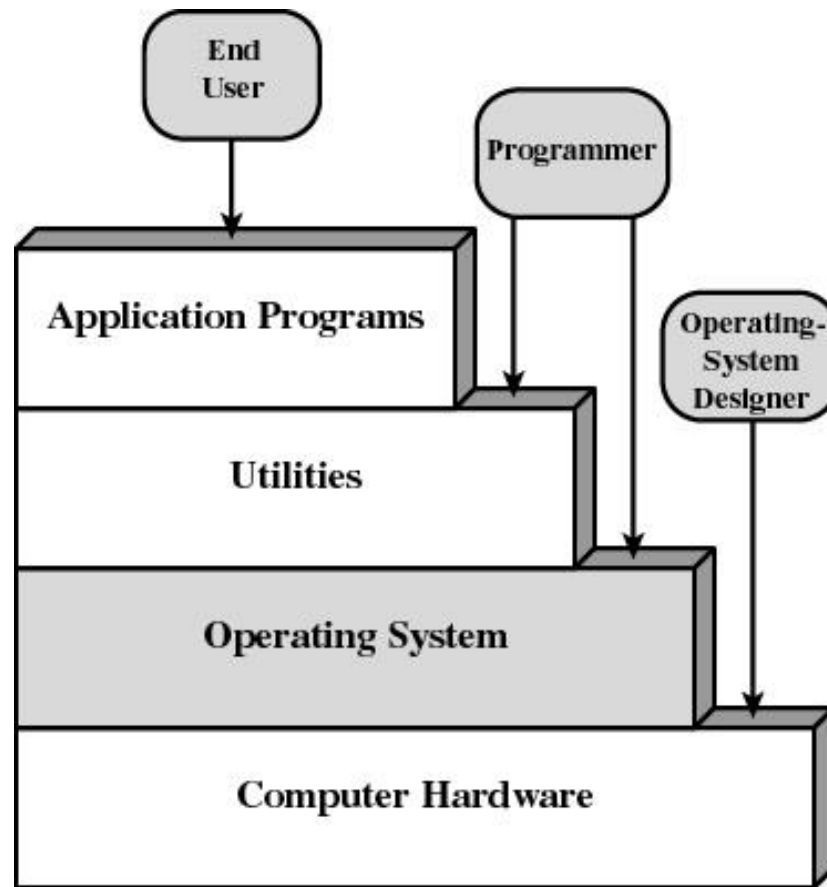 End
User
Programmer
Application Programs
Operating-
System
Designer
Utilities
Operating System
Computer Hardware